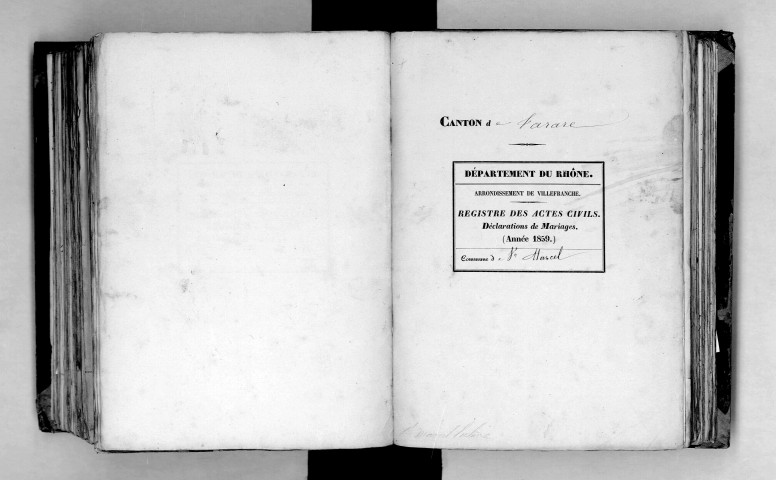 CANTON de Tarare
DÉPARTEMENT DU RHÔNE.
ARRONDISSEMENT DE VILLEFRANCHE.
REGISTRE DES ACTES CIVILS.
Déclarations de Mariages.
(Année 1859.)
Commune de St Marcel